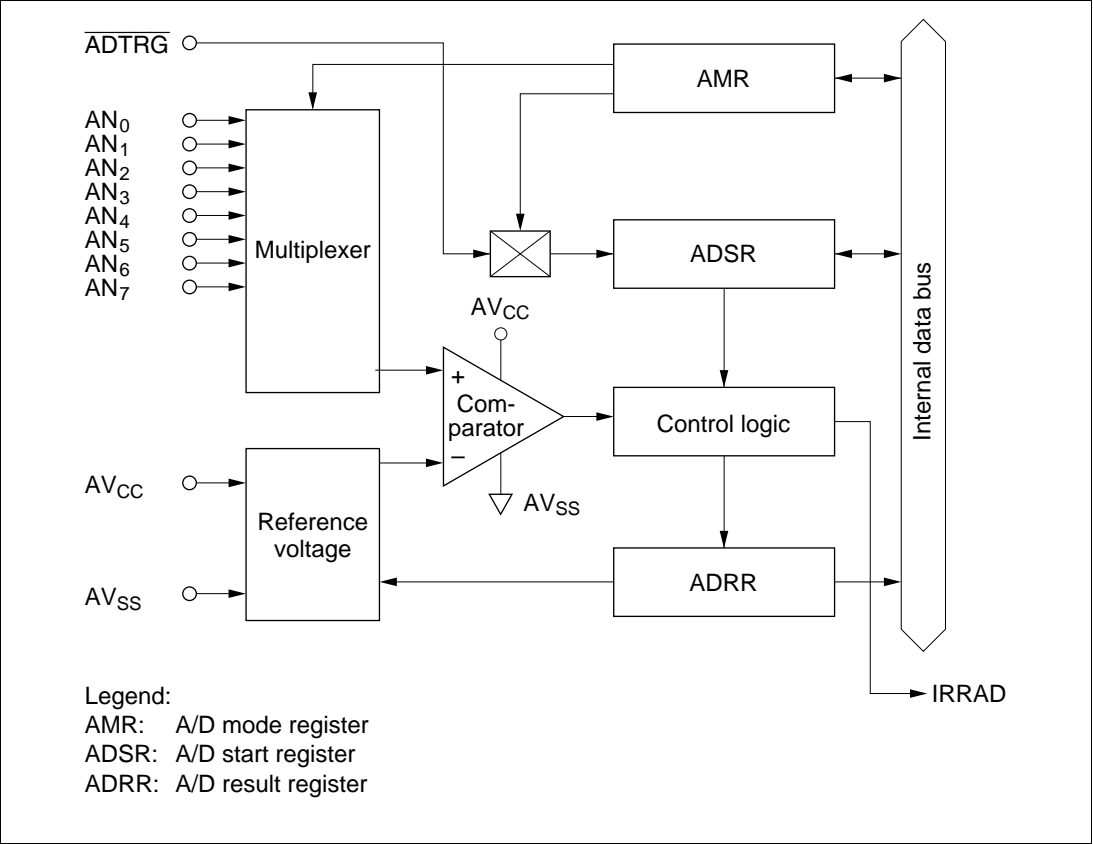 ADTRG
AMR
AN0
AN1
AN2
AN3
AN4
AN5
AN6
AN7
Multiplexer
ADSR
Internal data bus
AVCC
+
Com-
parator
−
AVSS
Control logic
AVCC
Reference
voltage
AVSS
ADRR
IRRAD
Legend:
AMR: A/D mode register
ADSR: A/D start register
ADRR: A/D result register